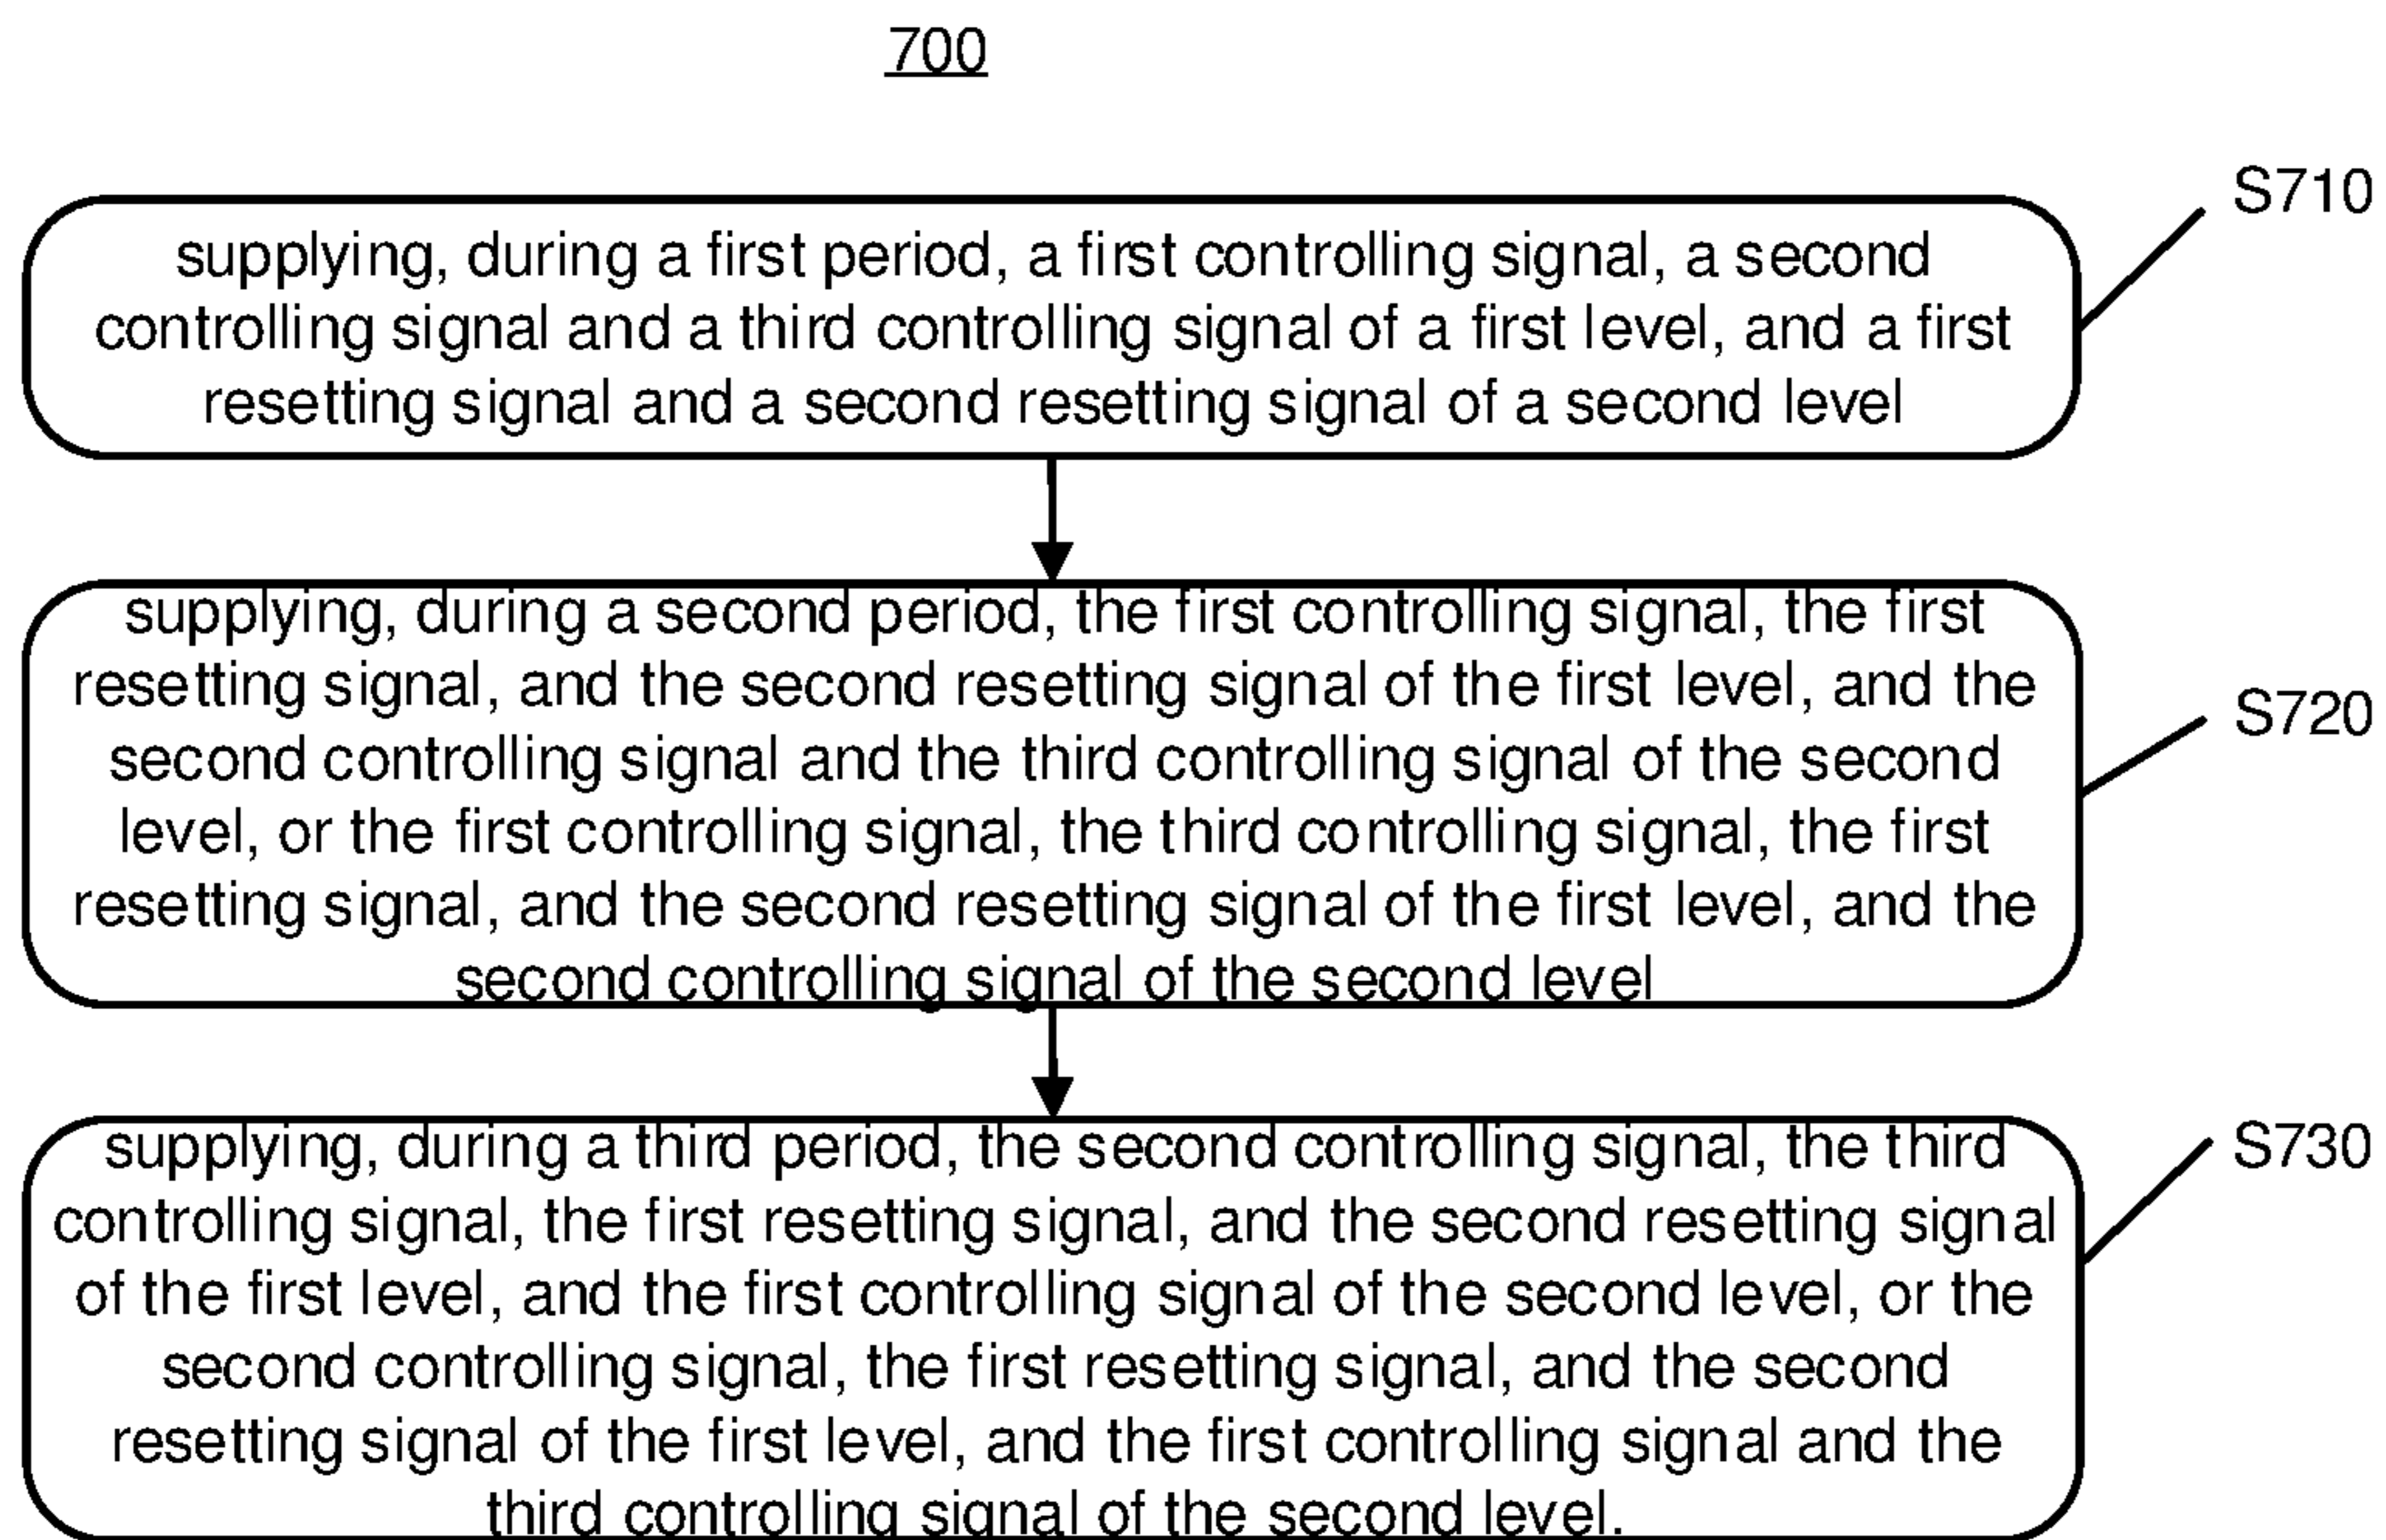 700
S710
supplying, during a first period, a first controlling signal, a second
controlling signal and a third controlling signal of a first level, and a first
resetting signal and a second resetting signal of a second level
supplying, during a second period, the first controlling signal, the first
resetting signal, and the second resetting signal of the first level, and the
S720
second controlling signal and the third controlling signal of the second
level, or the first controlling signal, the third controlling signal, the first
resetting signal, and the second resetting signal of the first level, and the
second controlling signal of the second level
supplying, during a third period, the second controlling signal, the third
S730
controlling signal, the first resetting signal, and the second resetting signal
of the first level, and the first controlling signal of the second level, or the
second controlling signal, the first resetting signal, and the second
resetting signal of the first level, and the first controlling signal and the
third controlling signal of the second level.